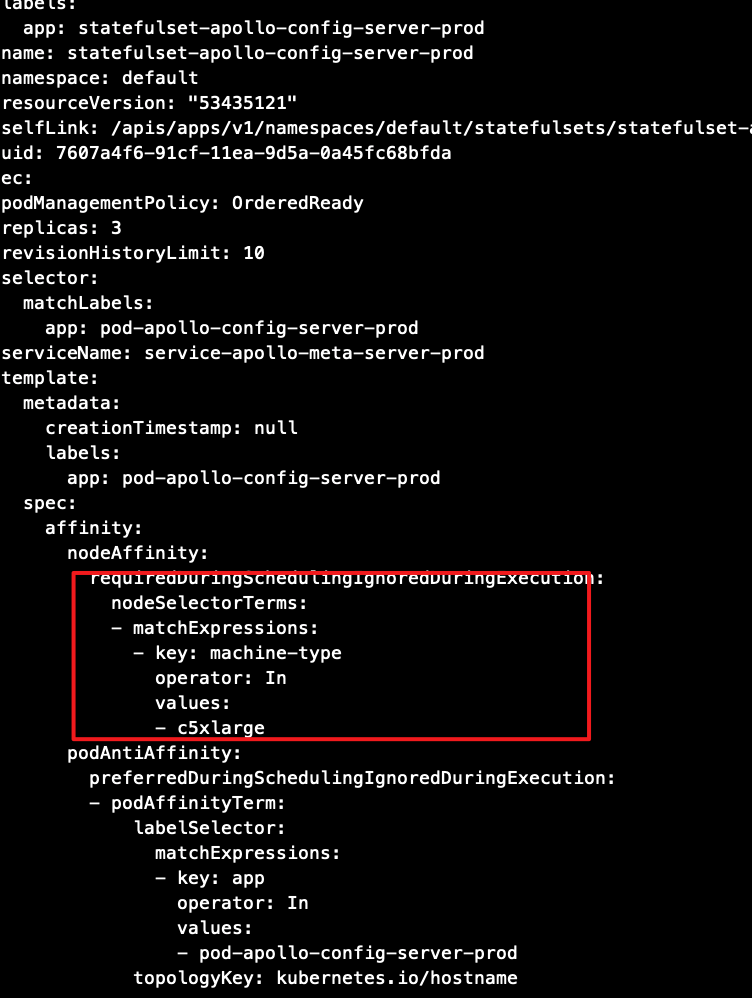 labels:
  app: statefulset-apollo-config-server-prod
name: statefulset-apollo-config-server-prod
namespace: default
resourceVersion: "53435121"
selfLink: /apis/apps/v1/namespaces/default/statefulsets/statefulset-a
uid: 7607a4f6-91cf-11ea-9d5a-0a45fc68bfda
ec:
podManagementPolicy: OrderedReady
replicas: 3
revisionHistoryLimit: 10
selector:
  matchLabels:
    app: pod-apollo-config-server-prod
serviceName: service-apollo-meta-server-prod
template:
  metadata:
    creationTimestamp: null
    labels:
      app: pod-apollo-config-server-prod
  spec:
    affinity:
      nodeAffinity:
        requiredDuringSchedulingIgnoredDuringExecution:
          nodeSelectorTerms:
          - matchExpressions:
            - key: machine-type
              operator: In
              values:
              - c5xlarge
      podAntiAffinity:
        preferredDuringSchedulingIgnoredDuringExecution:
        - podAffinityTerm:
            labelSelector:
              matchExpressions:
              - key: app
                operator: In
                values:
                - pod-apollo-config-server-prod
            topologyKey: kubernetes.io/hostname